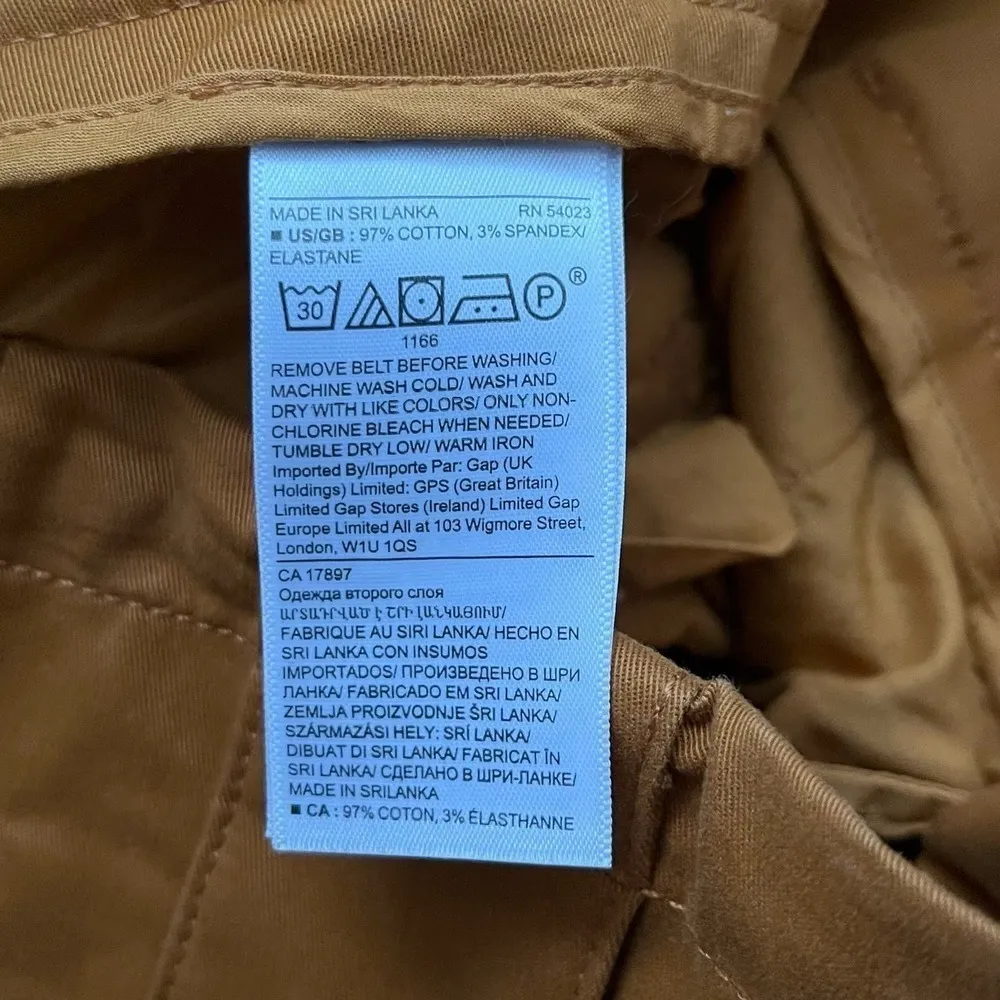 MADE IN SRI LANKA RN 54023
■ US/GB : 97% COTTON, 3% SPANDEX/
ELASTANE
30 P ®
1166
REMOVE BELT BEFORE WASHING/
MACHINE WASH COLD/ WASH AND
DRY WITH LIKE COLORS/ ONLY NON-
CHLORINE BLEACH WHEN NEEDED/
TUMBLE DRY LOW/ WARM IRON
Imported By/Importe Par: Gap (UK
Holdings) Limited: GPS (Great Britain)
Limited Gap Stores (Ireland) Limited Gap
Europe Limited All at 103 Wigmore Street,
London, W1U 1QS
CA 17897
Одежда второго слоя
ԱՐՏԱԴՐՎԱԾ Է ՇՐԻ ԼԱՆԿԱՅՈՒՄ/
FABRIQUE AU SIRI LANKA/ HECHO EN
SRI LANKA CON INSUMOS
IMPORTADOS/ ПРОИЗВЕДЕНО В ШРИ
ЛАНКА/ FABRICADO EM SRI LANKA/
ZEMLJA PROIZVODNJE ŠRI LANKA/
SZÁRMAZÁSI HELY: SRÍ LANKA/
DIBUAT DI SRI LANKA/ FABRICAT ÎN
SRI LANKA/ СДЕЛАНО В ШРИ-ЛАНКЕ/
MADE IN SRILANKA
■ CA : 97% COTON, 3% ÉLASTHANNE